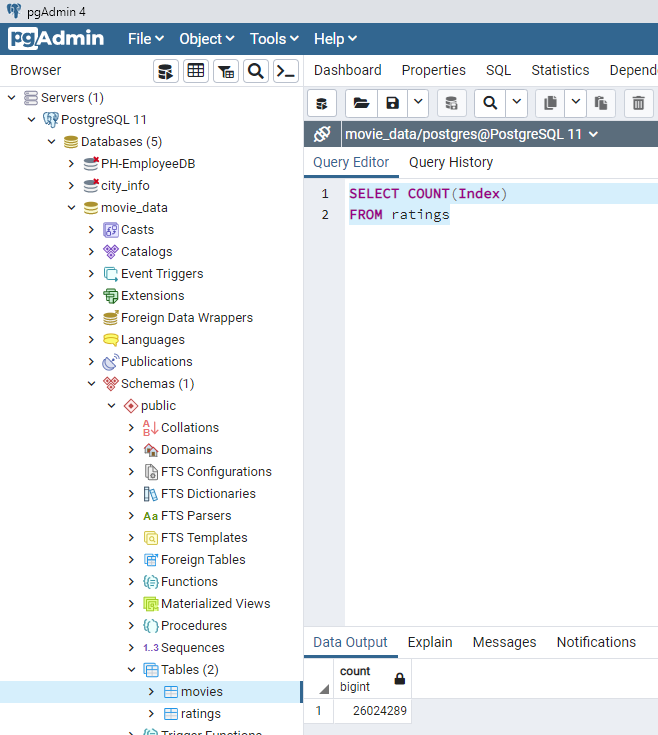 pgAdmin 4
pgAdmin File Object Tools Help
Browser
Dashboard Properties SQL Statistics Depend
Servers (1)
PostgreSQL 11
Databases (5)
PH-EmployeeDB
city_info
movie_data
Casts
Catalogs
Event Triggers
Extensions
Foreign Data Wrappers
Languages
Publications
Schemas (1)
public
Collations
Domains
FTS Configurations
FTS Dictionaries
Aa FTS Parsers
FTS Templates
Foreign Tables
Functions
Materialized Views
Procedures
1..3 Sequences
Tables (2)
movies
ratings
Trigger Functions
movie_data/postgres@PostgreSQL 11
Query Editor Query History
1 SELECT COUNT(Index)
2 FROM ratings
Data Output Explain Messages Notifications
count
bigint
1 26024289